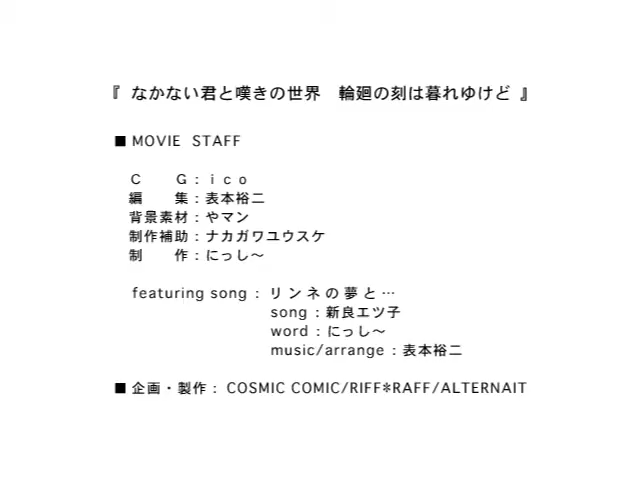 『 なかない君と嘆きの世界　輪廻の刻は暮れゆけど 』
■ MOVIE STAFF
Ｃ　　Ｇ : ｉｃｏ
編　　集 : 表本裕二
背景素材 : やマン
制作補助 : ナカガワユウスケ
制　　作 : にっし〜
featuring song : リンネの夢と…
song : 新良エツ子
word : にっし〜
music/arrange : 表本裕二
■ 企画・製作 : COSMIC COMIC/RIFF*RAFF/ALTERNAIT